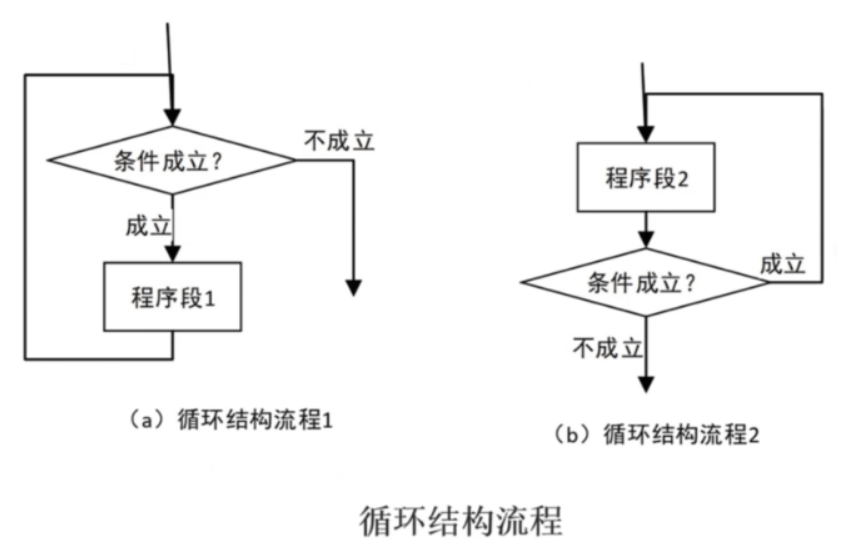 不成立
条件成立？
成立
程序段1
（a）循环结构流程1
程序段2
条件成立？
成立
不成立
（b）循环结构流程2
循环结构流程